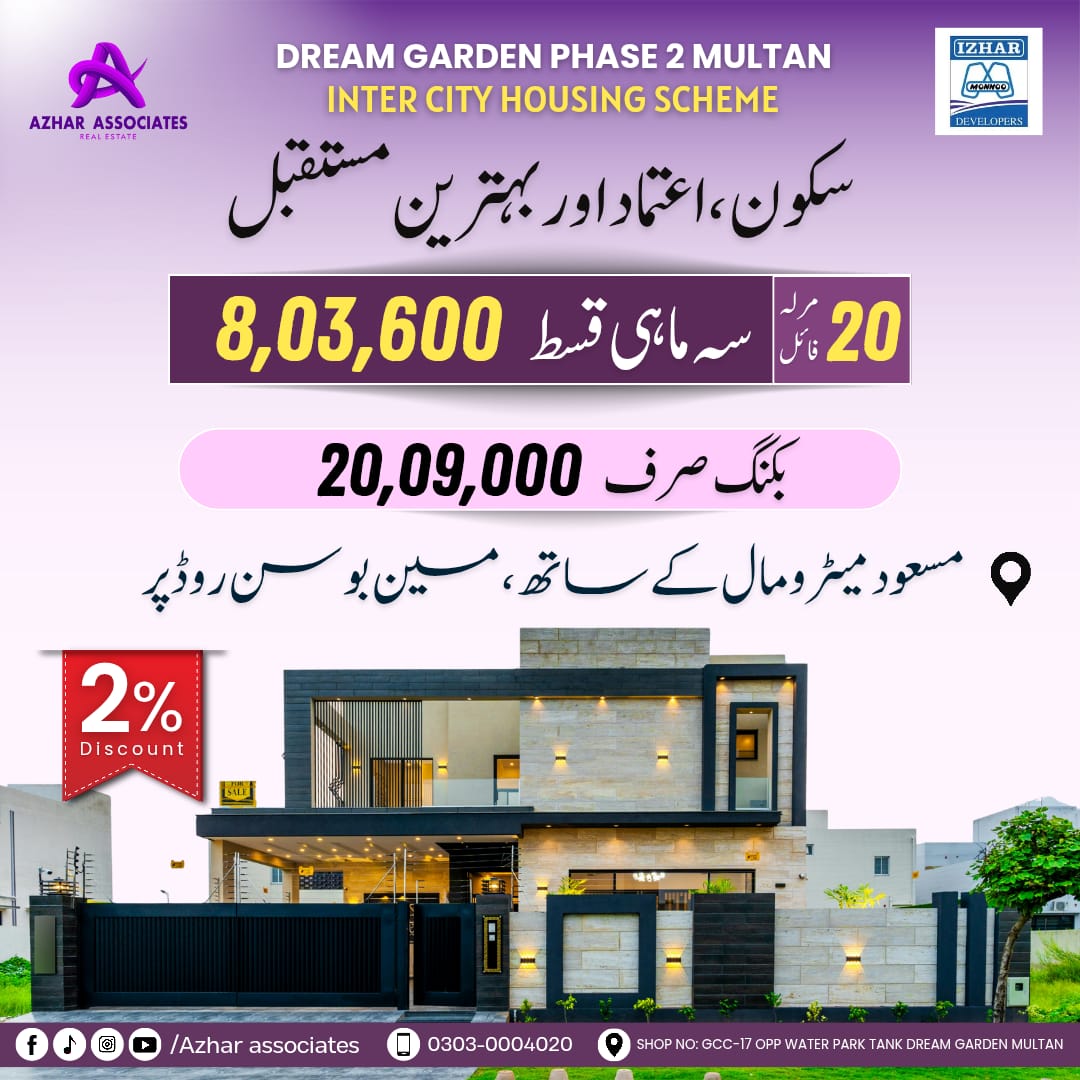 AZHAR ASSOCIATES
REAL ESTATE
DREAM GARDEN PHASE 2 MULTAN
INTER CITY HOUSING SCHEME
IZHAR
MONNOO
DEVELOPERS
سکون، اعتماد اور بہترین مستقبل
20 مرلہ فائل سہ ماہی قسط 8,03,600
بکنگ صرف 20,09,000
مسعود میٹرو مال کے ساتھ، مین بوسن روڈ پر
2%
Discount
FOR
SALE
/Azhar associates
0303-0004020
SHOP NO: GCC-17 OPP WATER PARK TANK DREAM GARDEN MULTAN